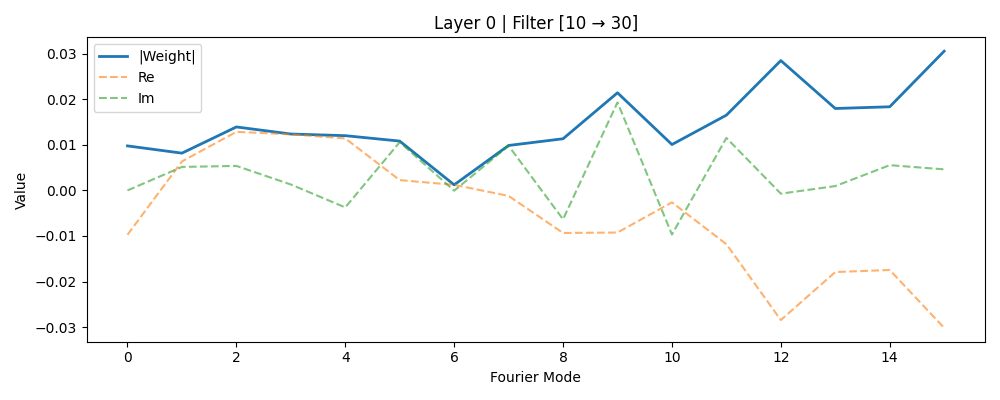 Layer 0 | Filter [10 → 30]
|Weight|
Re
Im
0.03
0.02
0.01
0.00
−0.01
−0.02
−0.03
Value
0 2 4 6 8 10 12 14
Fourier Mode